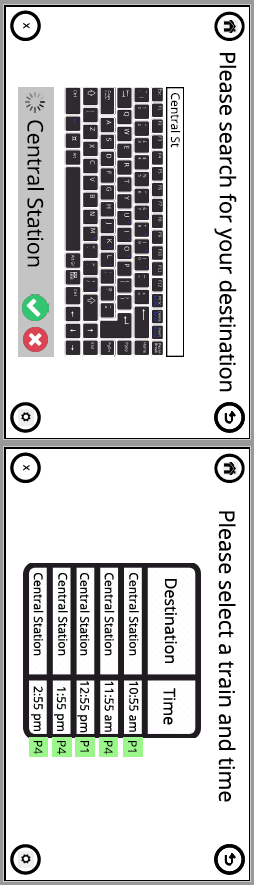 Please search for your destination
Central St
Central Station
x
Please select a train and time
Destination Time
Central Station 10:55 am P1
Central Station 11:55 am P4
Central Station 12:55 pm P1
Central Station 1:55 pm P4
Central Station 2:55 pm P4
x